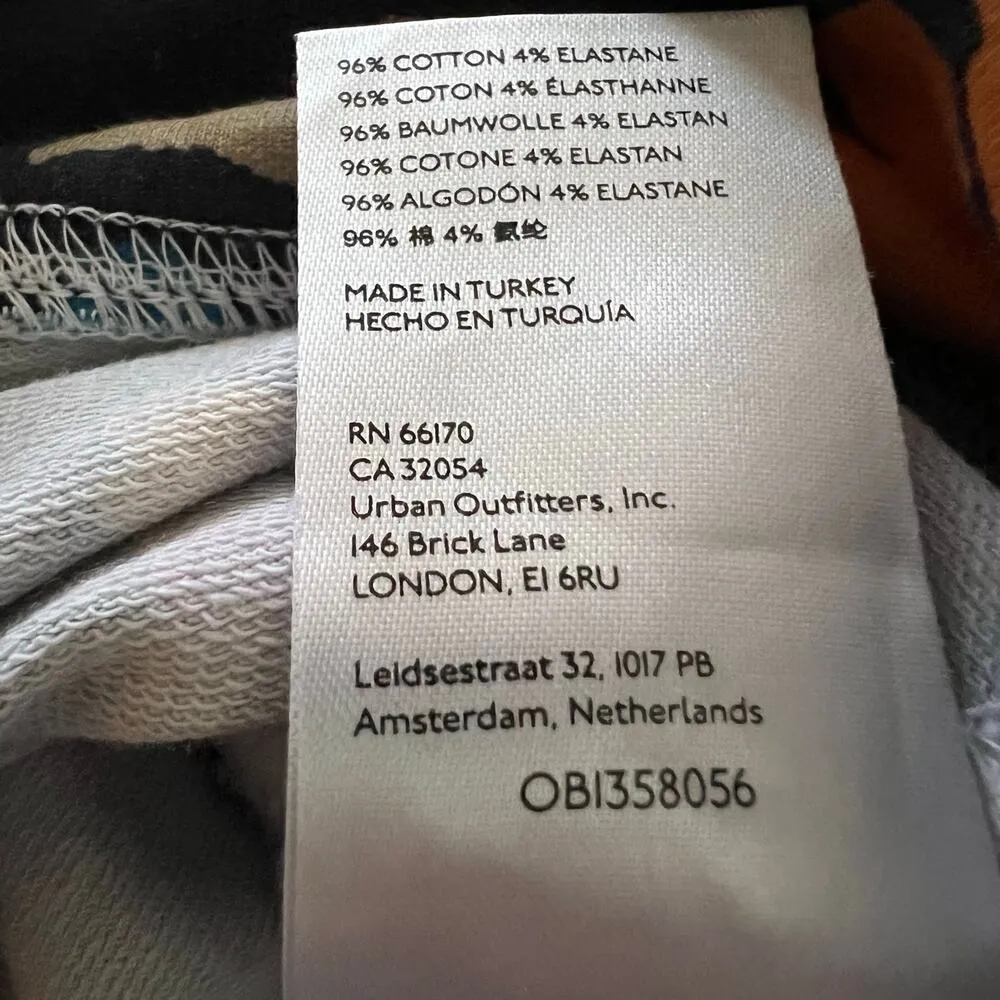 96% COTTON 4% ELASTANE
96% COTON 4% ÉLASTHANNE
96% BAUMWOLLE 4% ELASTAN
96% COTONE 4% ELASTAN
96% ALGODÓN 4% ELASTANE
96% 棉 4% 氨纶
MADE IN TURKEY
HECHO EN TURQUÍA
RN 66170
CA 32054
Urban Outfitters, Inc.
146 Brick Lane
LONDON, E1 6RU
Leidsestraat 32, 1017 PB
Amsterdam, Netherlands
OB1358056